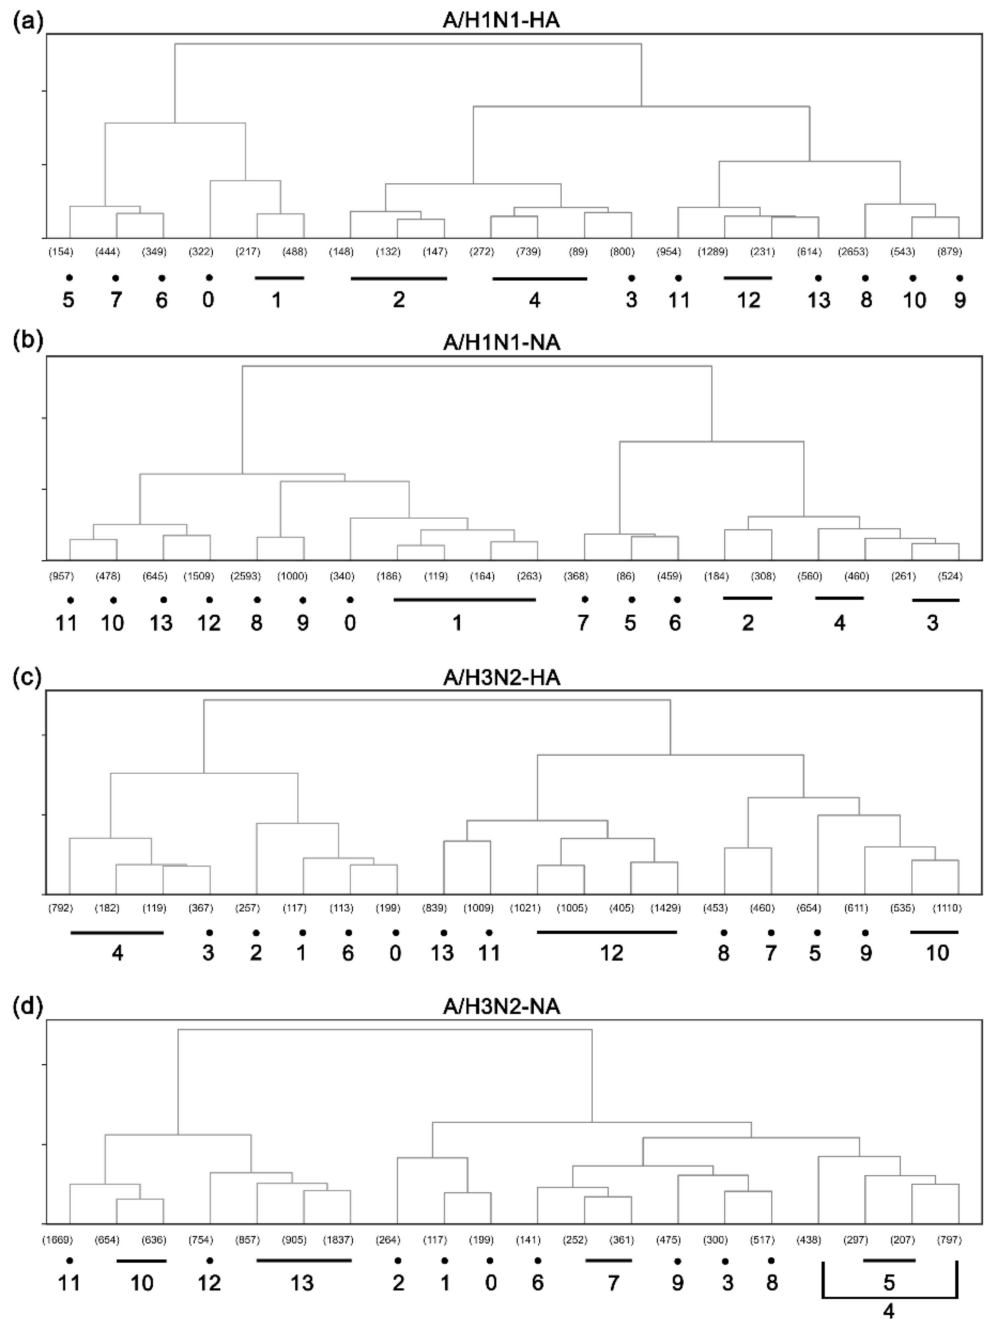 (a)
A/H1N1-HA
(154) (444) (349) (322) (217) (488) (148) (132) (147) (272) (739) (89) (800) (954) (1289) (231) (614) (2653) (543) (879)
5 7 6 0 1 2 4 3 11 12 13 8 10 9
(b)
A/H1N1-NA
(957) (478) (645) (1509) (2593) (1000) (340) (186) (119) (164) (263) (368) (86) (459) (184) (308) (560) (460) (261) (524)
11 10 13 12 8 9 0 1 7 5 6 2 4 3
(c)
A/H3N2-HA
(792) (182) (119) (367) (257) (117) (113) (199) (839) (1009) (1021) (1005) (405) (1429) (453) (460) (654) (611) (535) (1110)
4 3 2 1 6 0 13 11 12 8 7 5 9 10
(d)
A/H3N2-NA
(1669) (654) (636) (754) (857) (905) (1837) (264) (117) (199) (141) (252) (361) (475) (300) (517) (438) (297) (207) (797)
11 10 12 13 2 1 0 6 7 9 3 8 5
4